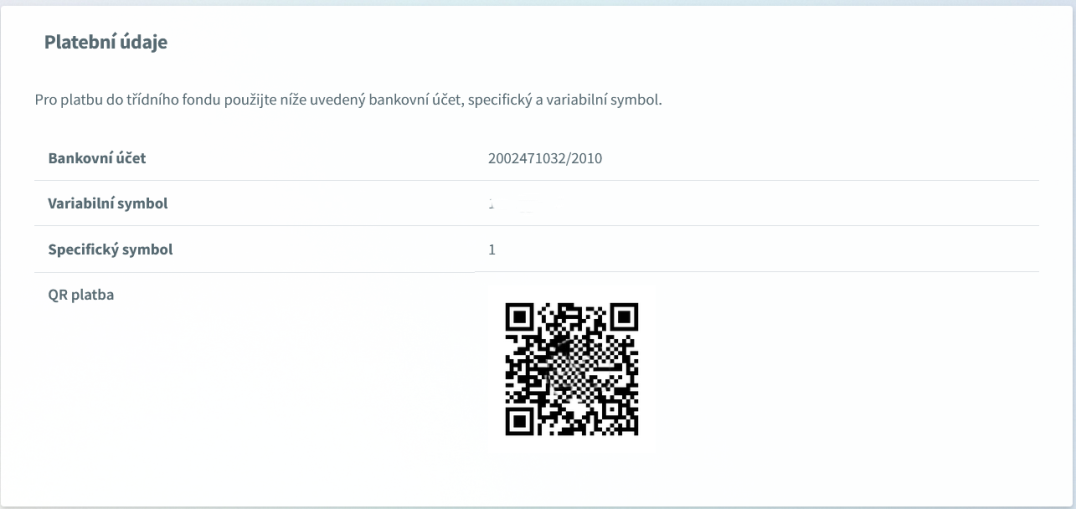 Platební údaje
Pro platbu do třídního fondu použijte níže uvedený bankovní účet, specifický a variabilní symbol.
Bankovní účet 2002471032/2010
Variabilní symbol
Specifický symbol 1
QR platba